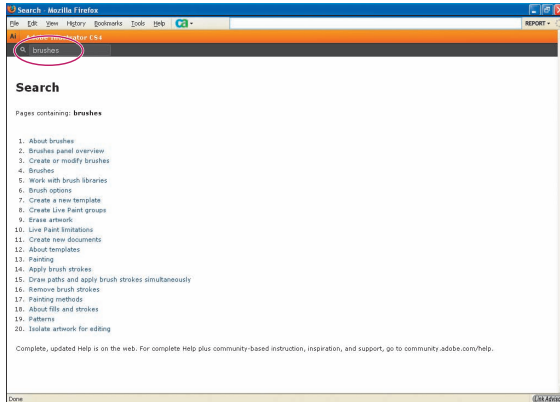 Search - Mozilla Firefox
File Edit View History Bookmarks Tools Help ca REPORT
Ai Adobe Illustrator CS4
brushes
Search
Pages containing: brushes
1. About brushes
2. Brushes panel overview
3. Create or modify brushes
4. Brushes
5. Work with brush libraries
6. Brush options
7. Create a new template
8. Create Live Paint groups
9. Erase artwork
10. Live Paint limitations
11. Create new documents
12. About templates
13. Painting
14. Apply brush strokes
15. Draw paths and apply brush strokes simultaneously
16. Remove brush strokes
17. Painting methods
18. About fills and strokes
19. Patterns
20. Isolate artwork for editing
Complete, updated Help is on the web. For complete Help plus community-based instruction, inspiration, and support, go to community.adobe.com/help.
Done Link Advisor